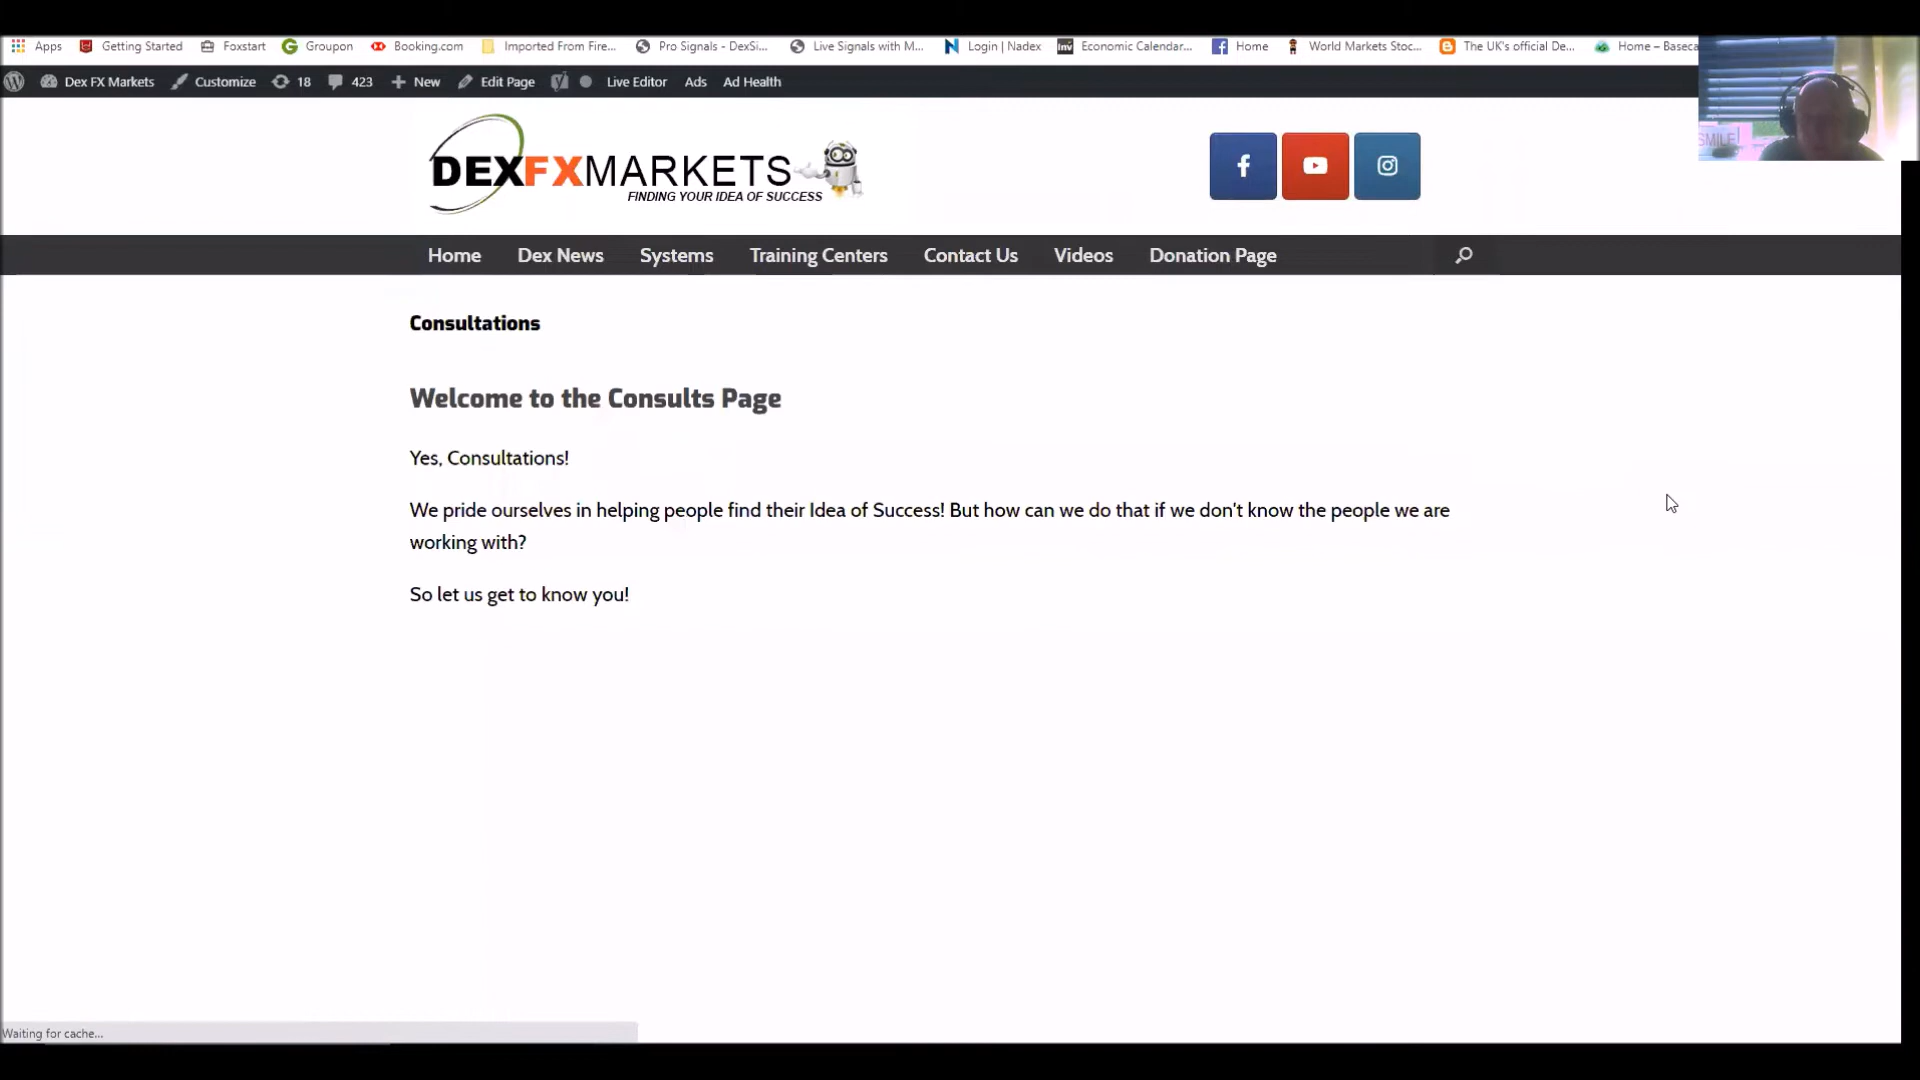 Apps Getting Started Foxstart Groupon Booking.com Imported From Fire... Pro Signals - DexSi... Live Signals with M... Login | Nadex Economic Calendar... Home World Markets Stoc... The UK's official De... Home – Baseca
Dex FX Markets Customize 18 423 New Edit Page Live Editor Ads Ad Health
SMILE!
DEXFXMARKETS
FINDING YOUR IDEA OF SUCCESS
Home Dex News Systems Training Centers Contact Us Videos Donation Page
Consultations
Welcome to the Consults Page
Yes, Consultations!
We pride ourselves in helping people find their Idea of Success! But how can we do that if we don't know the people we are
working with?
So let us get to know you!
Waiting for cache...